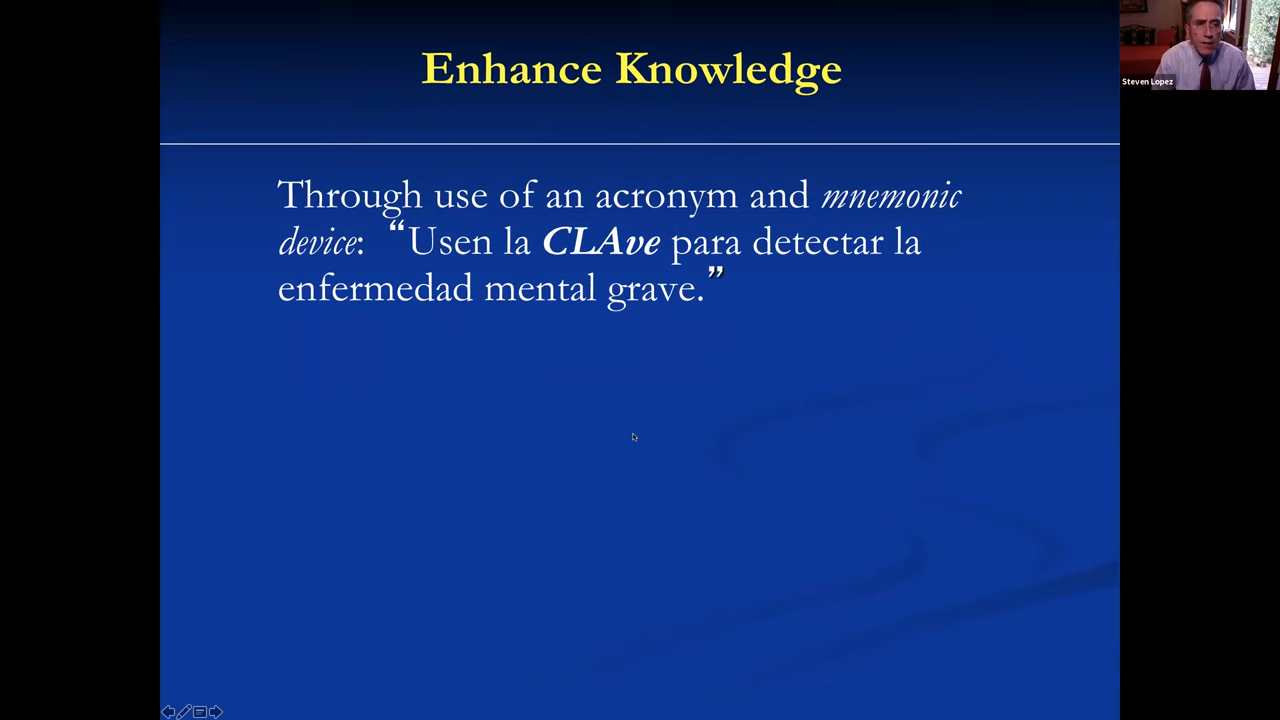 Enhance Knowledge
Steven Lopez
Through use of an acronym and mnemonic
device: “Usen la CLAve para detectar la
enfermedad mental grave.”